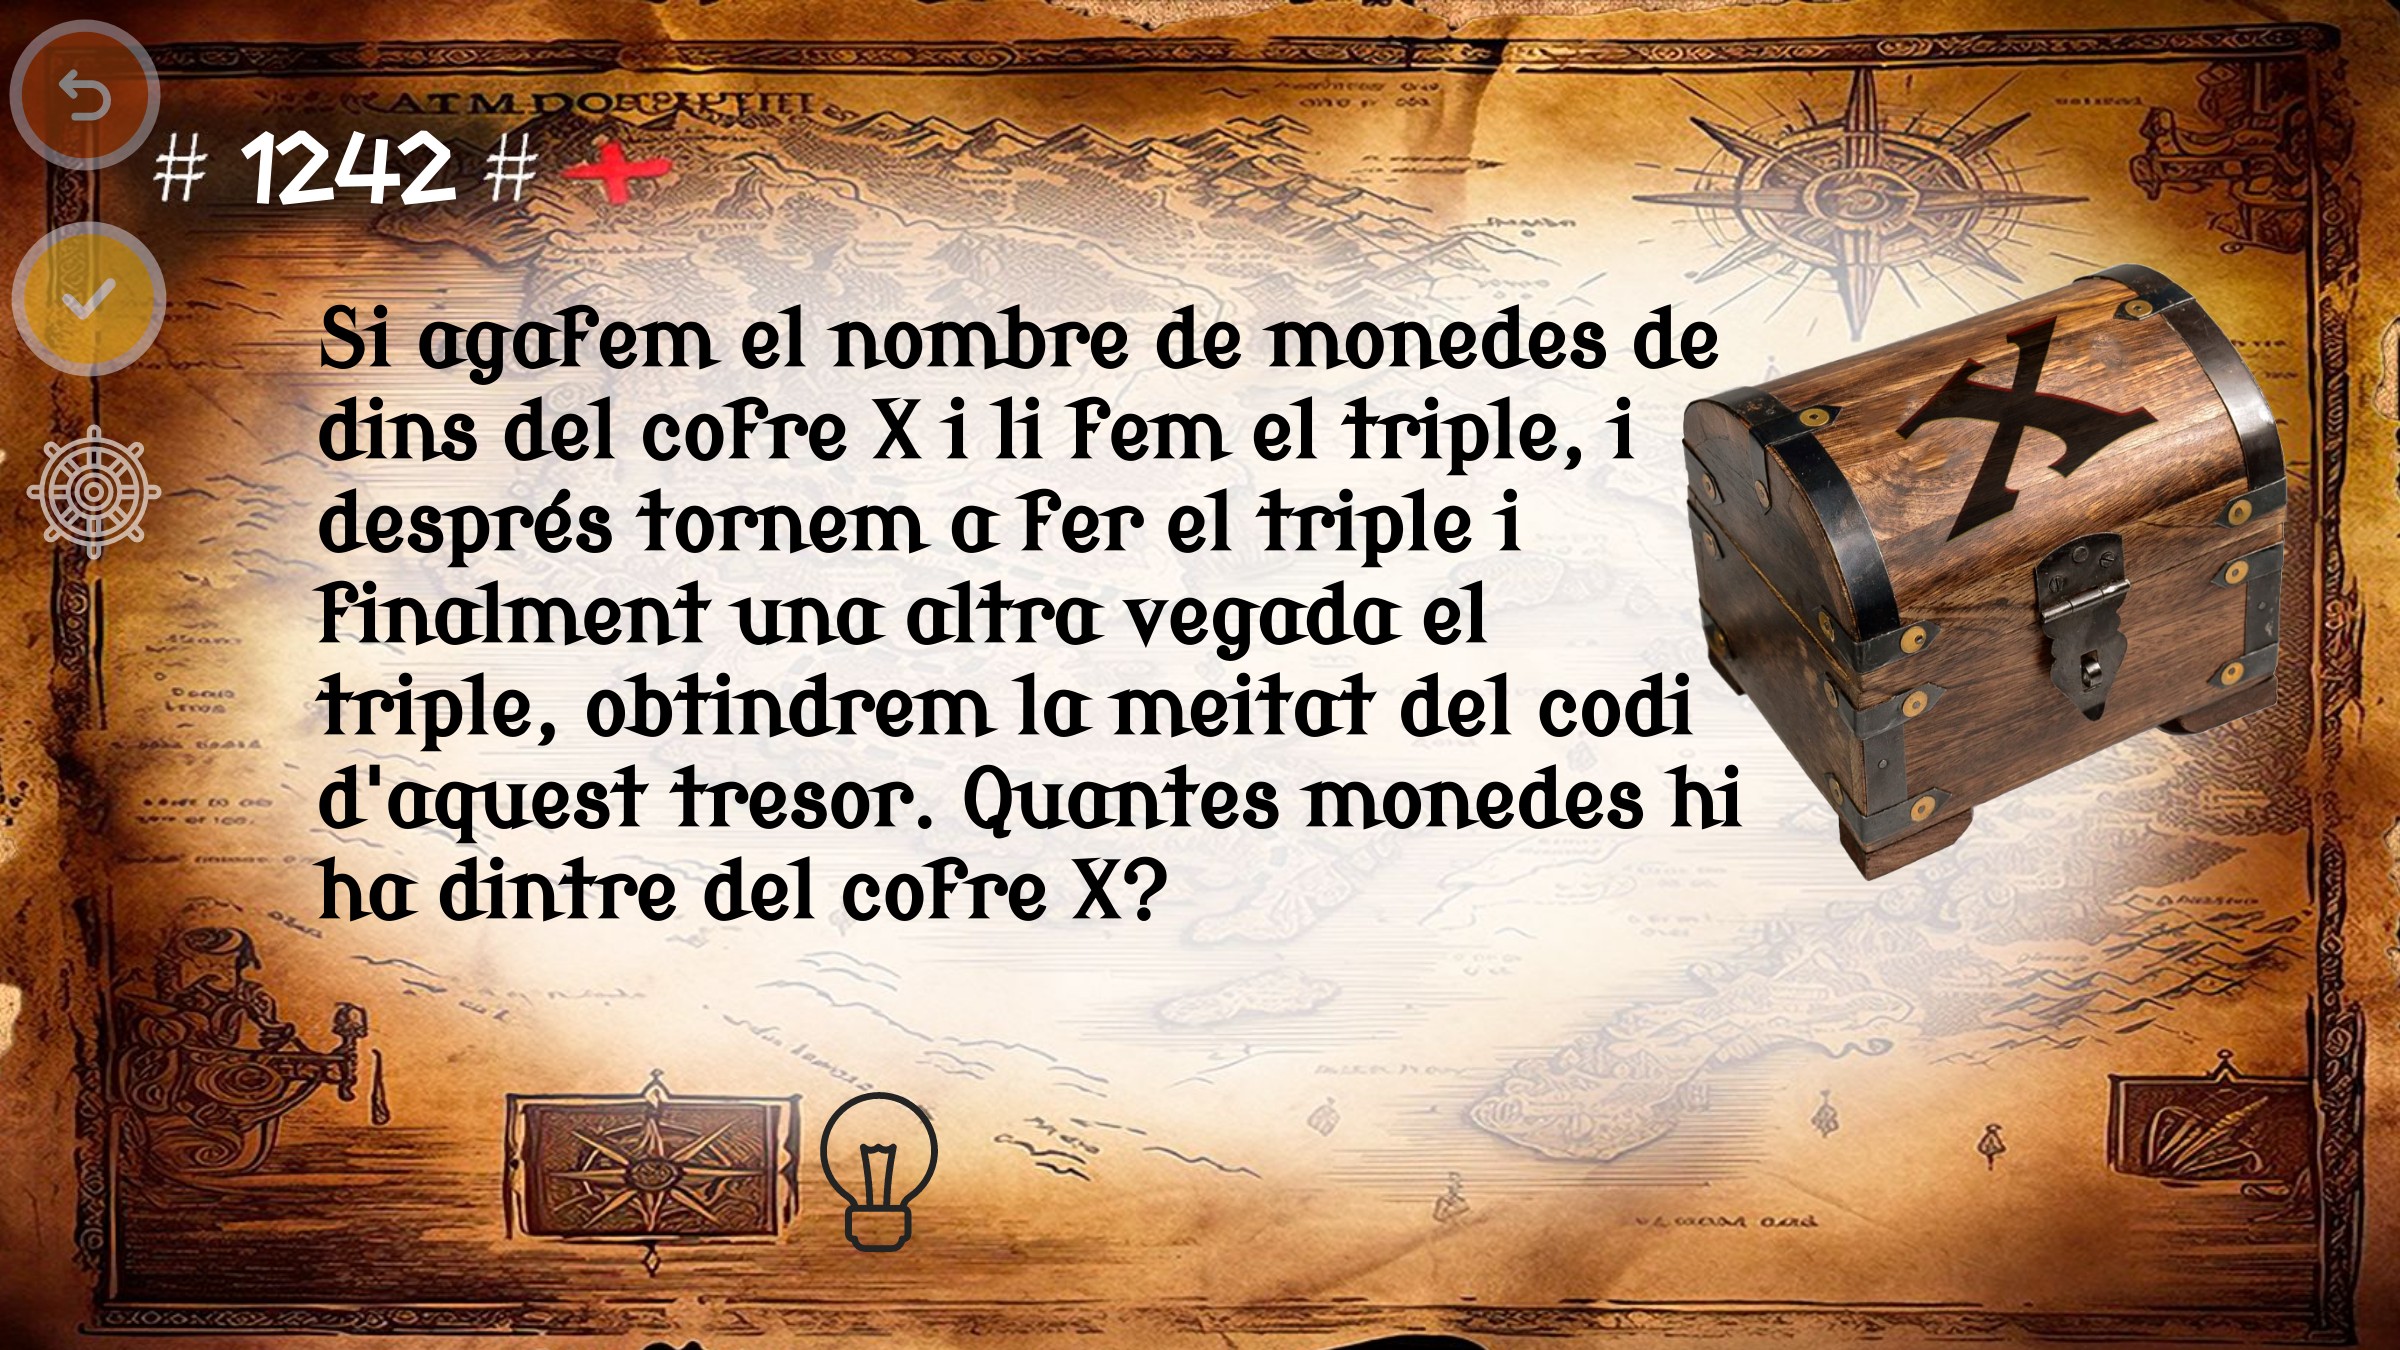 # 1242 #
Si agafem el nombre de monedes de
dins del cofre X i li fem el triple, i
després tornem a fer el triple i
finalment una altra vegada el
triple, obtindrem la meitat del codi
d'aquest tresor. Quantes monedes hi
ha dintre del cofre X?
X